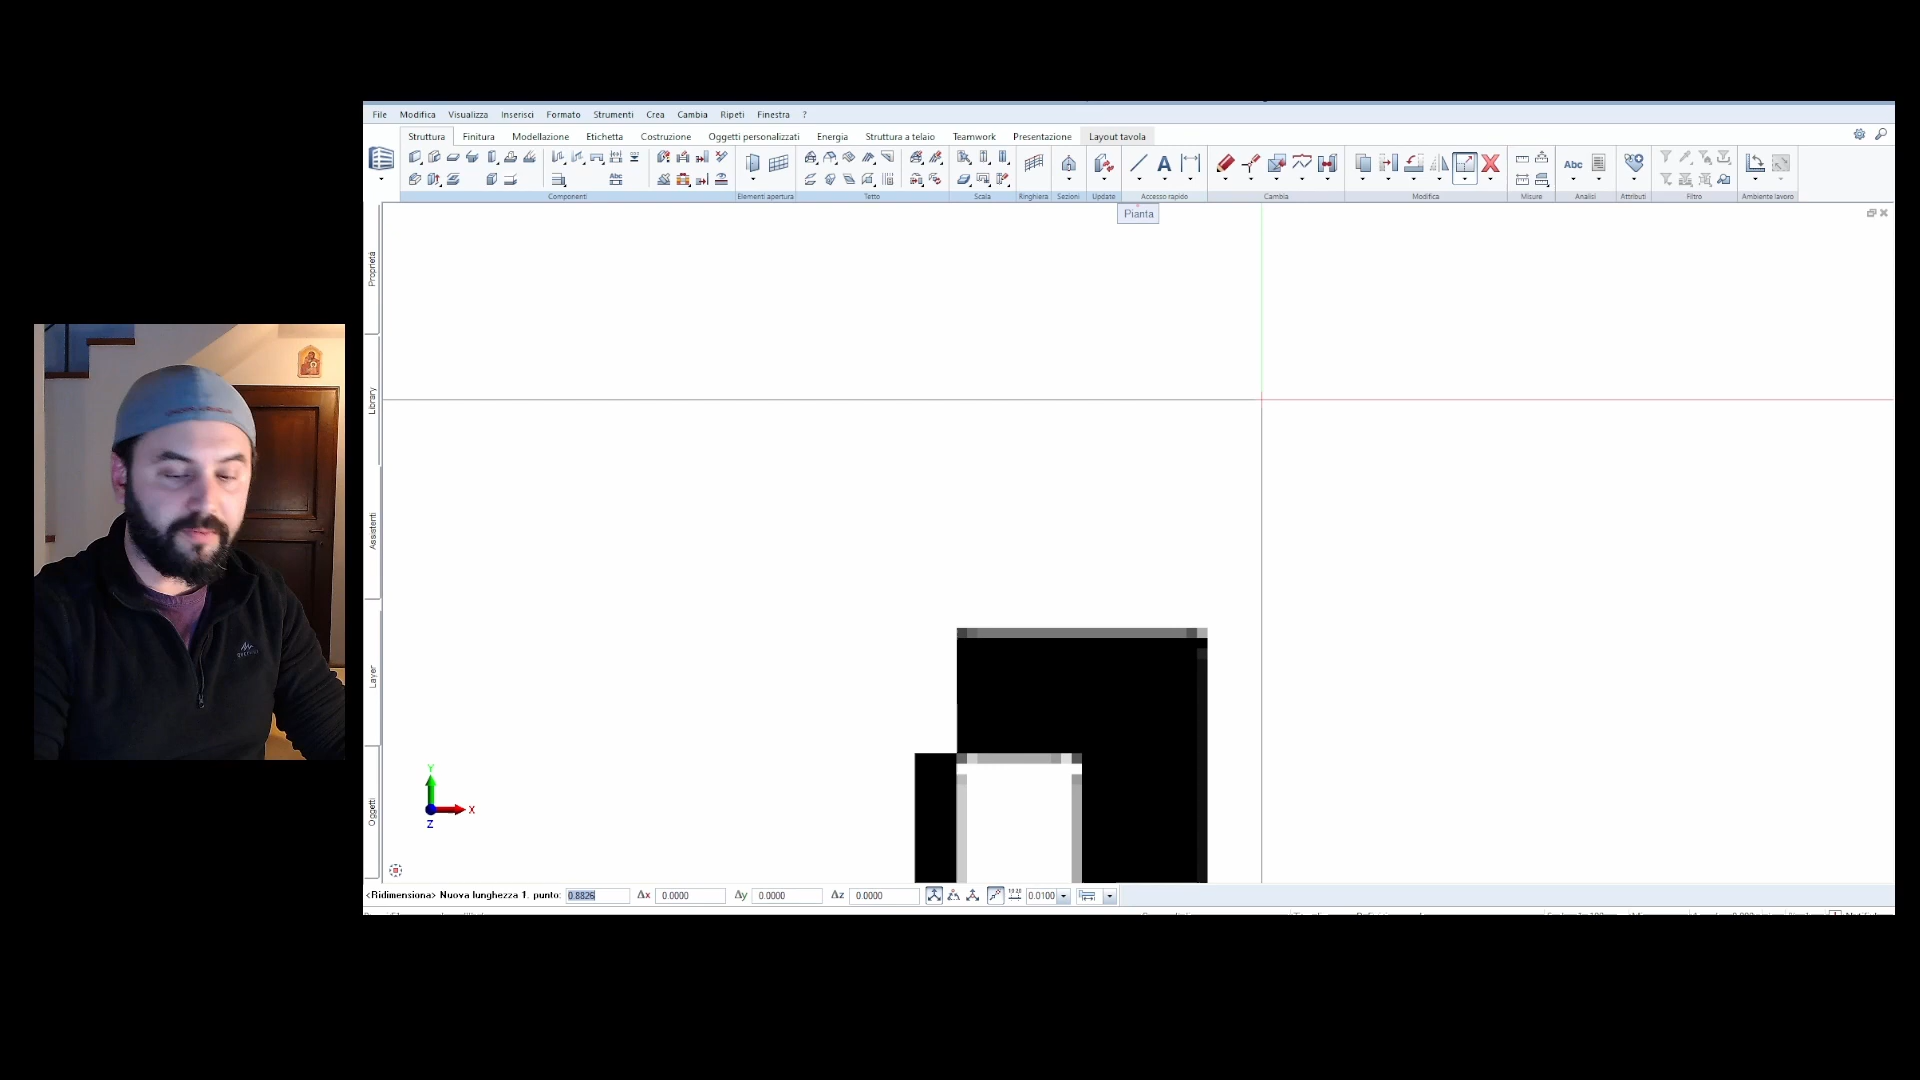 File Modifica Visualizza Inserisci Formato Strumenti Crea Cambia Ripeti Finestra ?
Struttura Finitura Modellazione Etichetta Costruzione Oggetti personalizzati Energia Struttura a telaio Teamwork Presentazione Layout tavola
Abc
A
Abc
Componenti Elementi apertura Tetto Scala Ringhiera Sezioni Update Accesso rapido Cambia Modifica Misure Analisi Attributi Filtro Ambiente lavoro
Pianta
Proprietà
Library
Assistenti
Layer
Oggetti
Y
X
Z
<Ridimensiona> Nuova lunghezza 1. punto: 0.8826 Δx 0.0000 Δy 0.0000 Δz 0.0000 0.0100